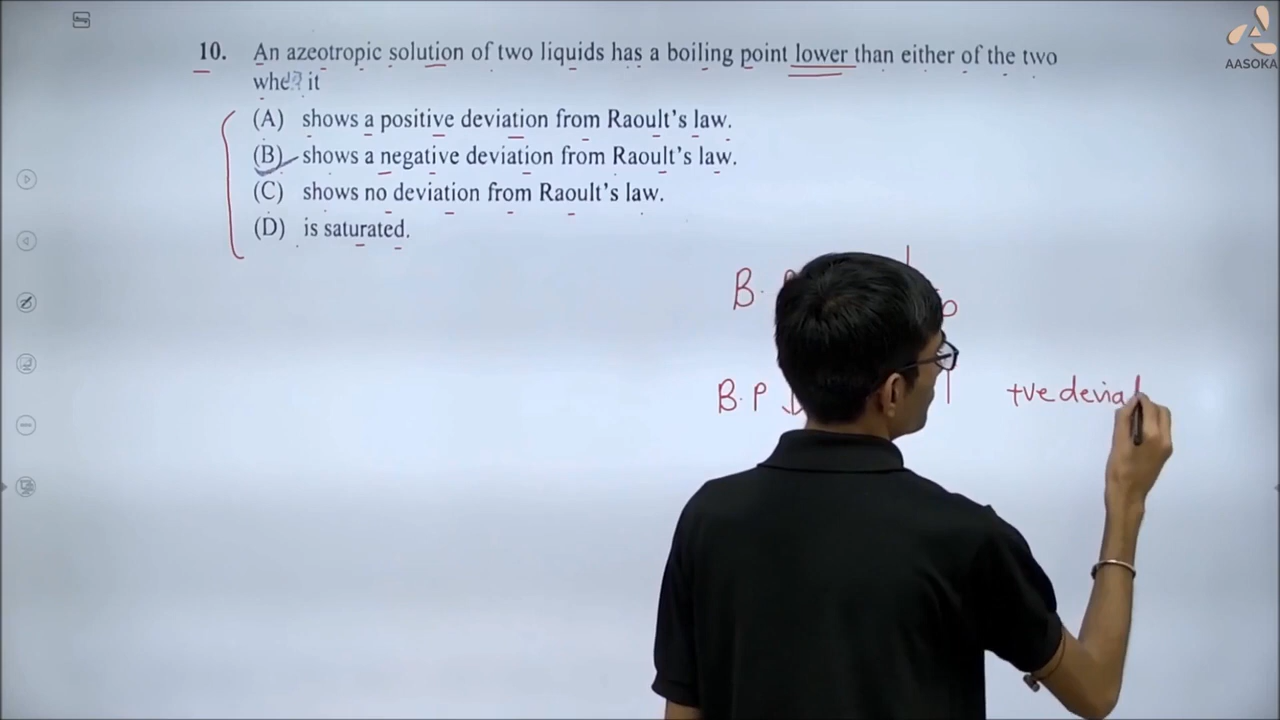 AASOKA
10. An azeotropic solution of two liquids has a boiling point lower than either of the two
it
(A) shows a positive deviation from Raoult's law.
(B) shows a negative deviation from Raoult's law.
(C) shows no deviation from Raoult's law.
(D) is saturated.
B.
B.P ↓
+ve devia